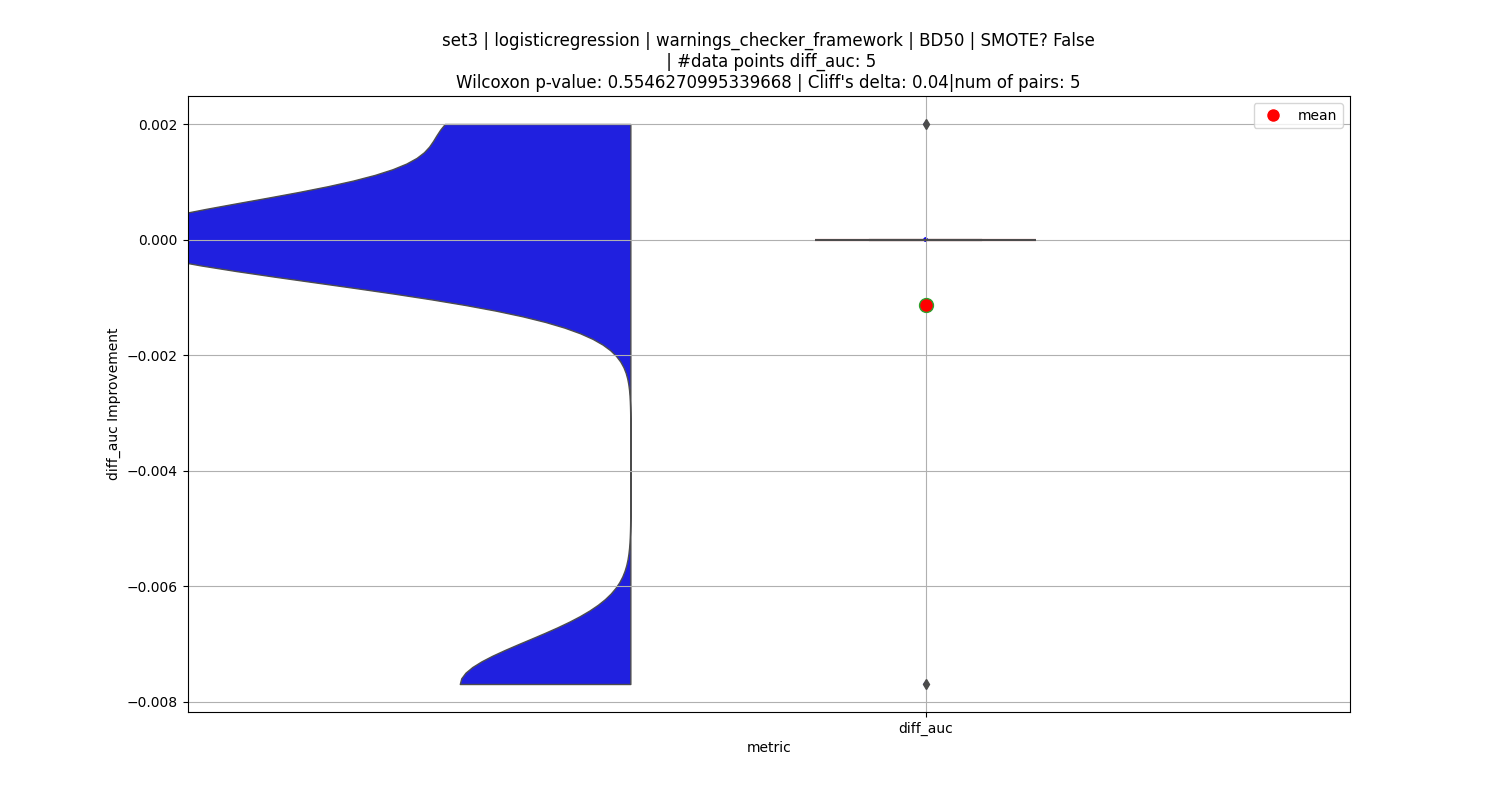 set3 | logisticregression | warnings_checker_framework | BD50 | SMOTE? False
| #data points diff_auc: 5
Wilcoxon p-value: 0.5546270995339668 | Cliff's delta: 0.04|num of pairs: 5
mean
0.002
0.000
−0.002
−0.004
−0.006
−0.008
diff_auc Improvement
diff_auc
metric